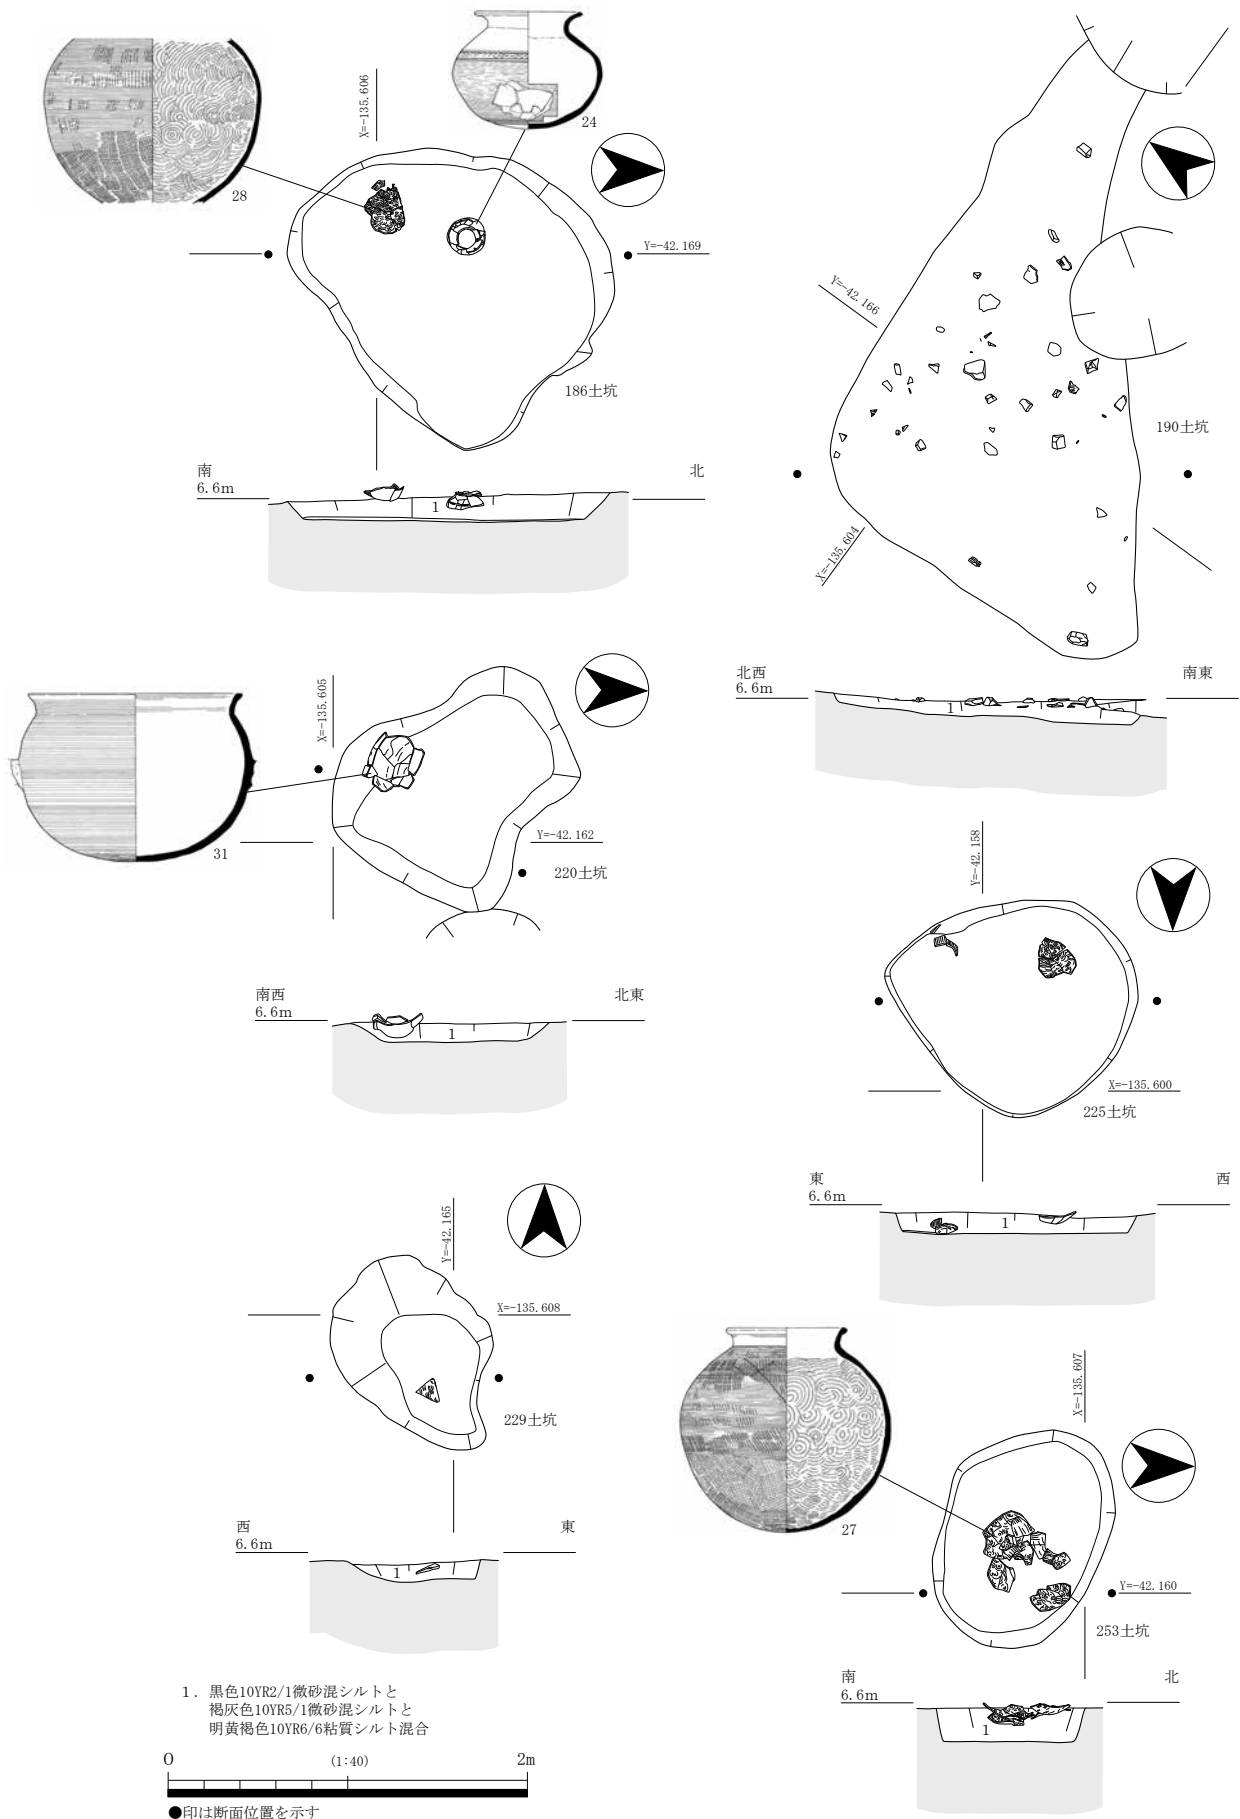 28
X=-135.606
24
Y=-42.169
186土坑
南
6.6m
北
1
Y=-42.166
190土坑
X=-135.604
北西
6.6m
南東
1
31
X=-135.605
Y=-42.162
220土坑
南西
6.6m
北東
1
Y=-42.158
X=-135.600
225土坑
東
6.6m
西
1
Y=-42.165
X=-135.608
229土坑
西
6.6m
東
1
27
X=-135.607
Y=-42.160
253土坑
南
6.6m
北
1
1. 黒色10YR2/1微砂混シルトと
褐灰色10YR5/1微砂混シルトと
明黄褐色10YR6/6粘質シルト混合
0 (1:40) 2m
●印は断面位置を示す